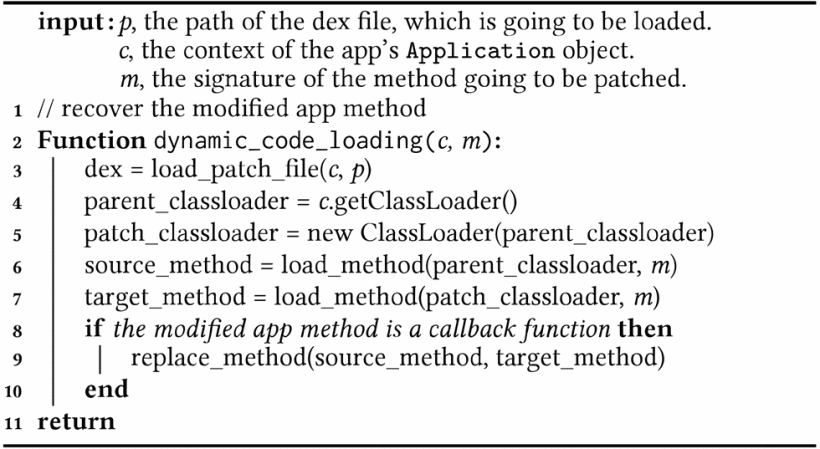 input: p, the path of the dex file, which is going to be loaded.
c, the context of the app's Application object.
m, the signature of the method going to be patched.
1 // recover the modified app method
2 Function dynamic_code_loading(c, m):
3 dex = load_patch_file(c, p)
4 parent_classloader = c.getClassLoader()
5 patch_classloader = new ClassLoader(parent_classloader)
6 source_method = load_method(parent_classloader, m)
7 target_method = load_method(patch_classloader, m)
8 if the modified app method is a callback function then
9 replace_method(source_method, target_method)
10 end
11 return